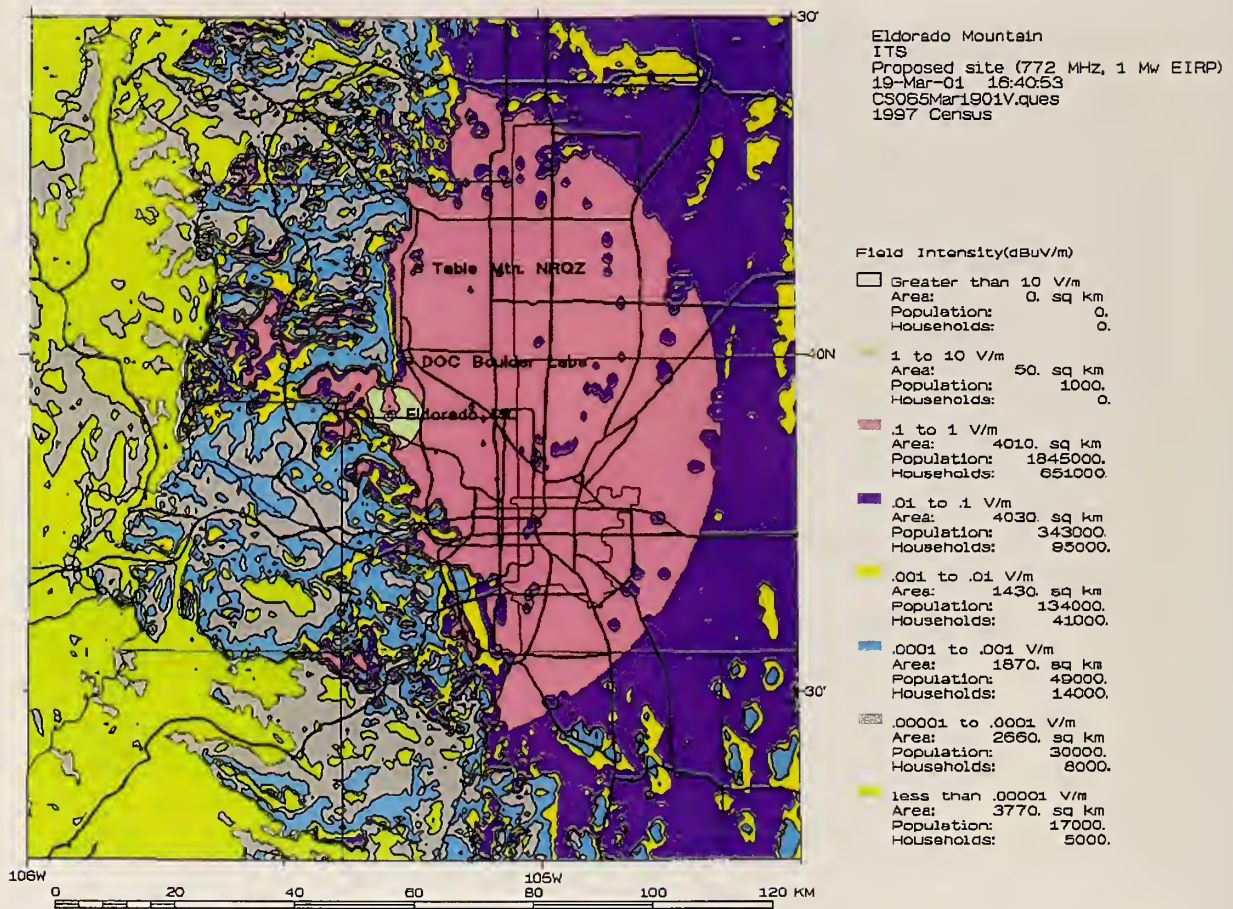 30'
Eldorado Mountain
ITS
Proposed site (772 MHz, 1 Mw EIRP)
19-Mar-01 16:40:53
CS065Mar1901V.ques
1997 Census
Field Intensity(dBuV/m)
Greater than 10 V/m
Area: 0. sq km
Population: 0.
Households: 0.
1 to 10 V/m
Area: 50. sq km
Population: 1000.
Households: 0.
.1 to 1 V/m
Area: 4010. sq km
Population: 1845000.
Households: 651000.
.01 to .1 V/m
Area: 4030. sq km
Population: 343000.
Households: 95000.
.001 to .01 V/m
Area: 1430. sq km
Population: 134000.
Households: 41000.
.0001 to .001 V/m
Area: 1870. sq km
Population: 49000.
Households: 14000.
.00001 to .0001 V/m
Area: 2660. sq km
Population: 30000.
Households: 8000.
less than .00001 V/m
Area: 3770. sq km
Population: 17000.
Households: 5000.
Table Mtn. NRQZ
40N
DOC Boulder Labs
Eldorado
30'
106W 105W
0 20 40 60 80 100 120 KM